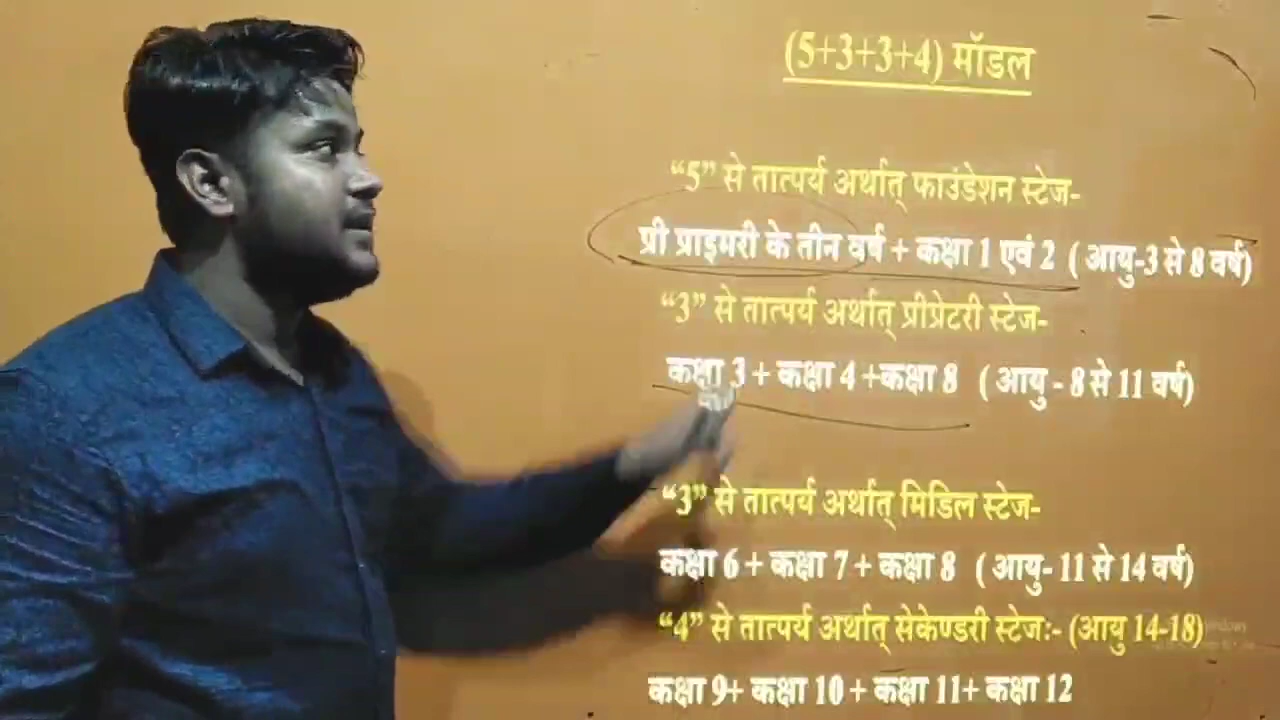 (5+3+3+4) मॉडल
“5” से तात्पर्य अर्थात् फाउंडेशन स्टेज-
प्री प्राइमरी के तीन वर्ष + कक्षा 1 एवं 2 ( आयु-3 से 8 वर्ष)
“3” से तात्पर्य अर्थात् प्रीप्रेटरी स्टेज-
कक्षा 3 + कक्षा 4 +कक्षा 8 ( आयु - 8 से 11 वर्ष)
“3” से तात्पर्य अर्थात् मिडिल स्टेज-
कक्षा 6 + कक्षा 7 + कक्षा 8 ( आयु- 11 से 14 वर्ष)
“4” से तात्पर्य अर्थात् सेकेण्डरी स्टेजः- (आयु 14-18)
कक्षा 9+ कक्षा 10 + कक्षा 11+ कक्षा 12